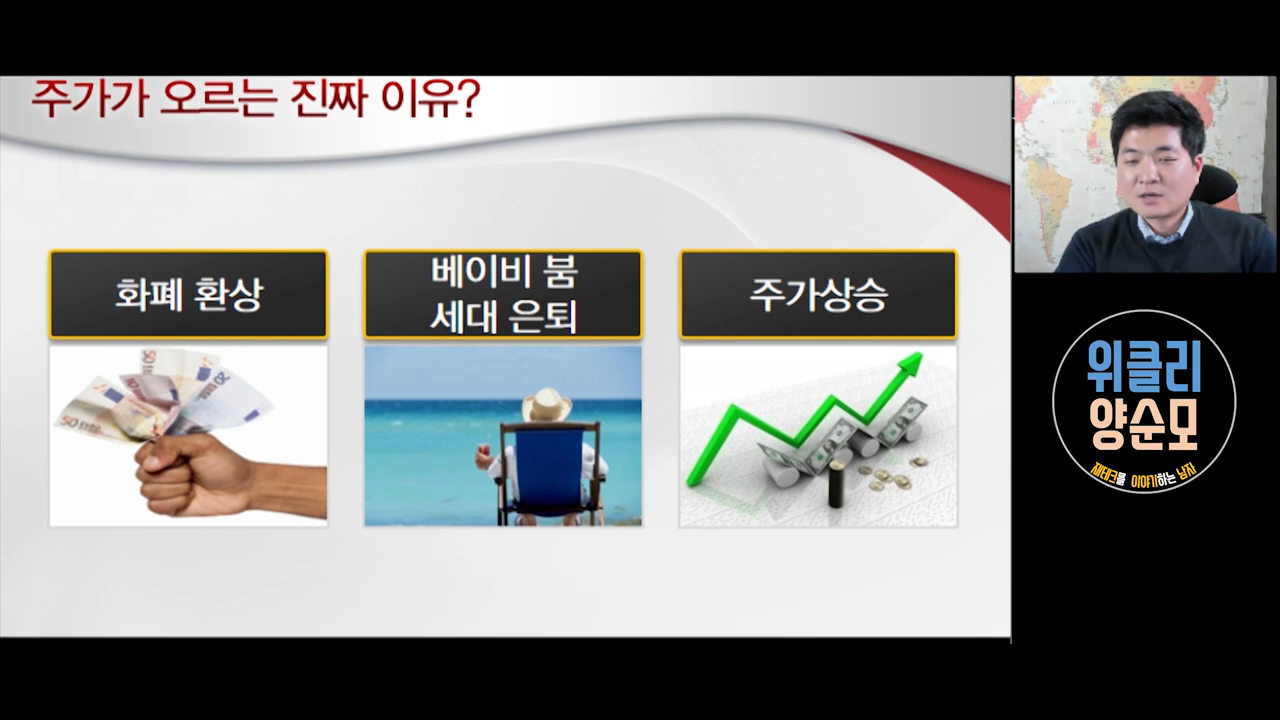 주가가 오르는 진짜 이유?
화폐 환상
베이비 붐
세대 은퇴
주가상승
위클리
양순모
재테크를 이야기하는 남자